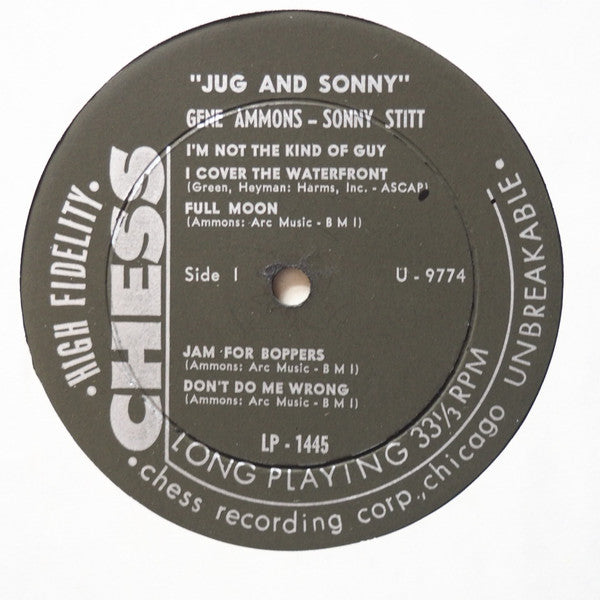 "JUG AND SONNY"
GENE AMMONS - SONNY STITT
I'M NOT THE KIND OF GUY
I COVER THE WATERFRONT
(Green, Heyman: Harms, Inc. - ASCAP)
FULL MOON
(Ammons: Arc Music - B M I)
Side I
U - 9774
JAM FOR BOPPERS
(Ammons: Arc Music - B M I)
DON'T DO ME WRONG
(Ammons: Arc Music - B M I)
LP - 1445
CHESS
• HIGH FIDELITY •
LONG PLAYING 33 1/3 RPM
• chess recording corp., chicago UNBREAKABLE •